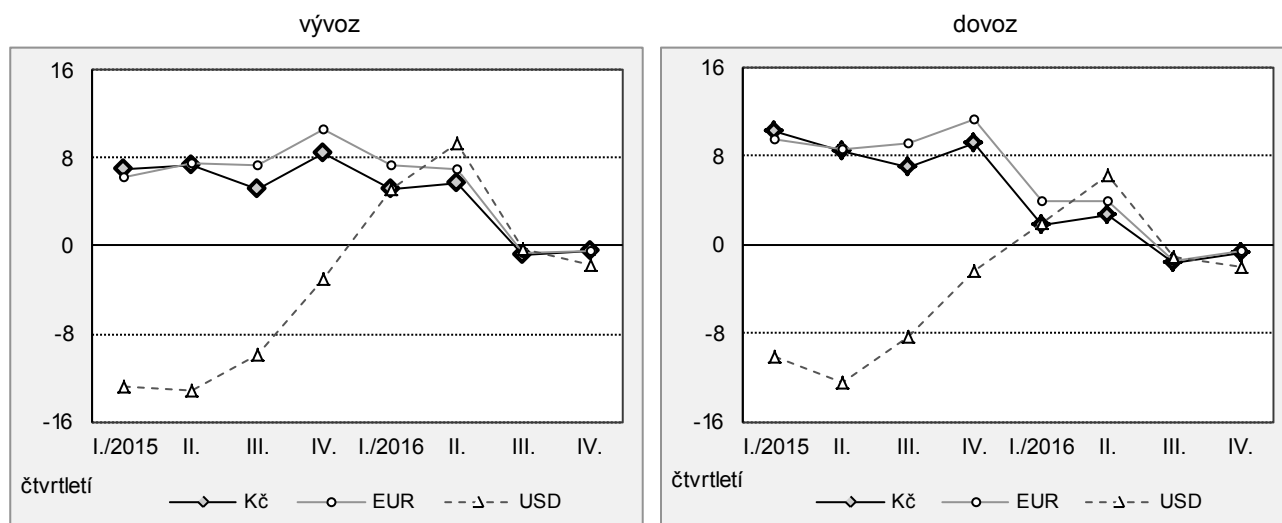 vývoz
16
8
0
-8
-16
I./2015 II. III. IV. I./2016 II. III. IV.
čtvrtletí
Kč EUR USD
dovoz
16
8
0
-8
-16
I./2015 II. III. IV. I./2016 II. III. IV.
čtvrtletí
Kč EUR USD